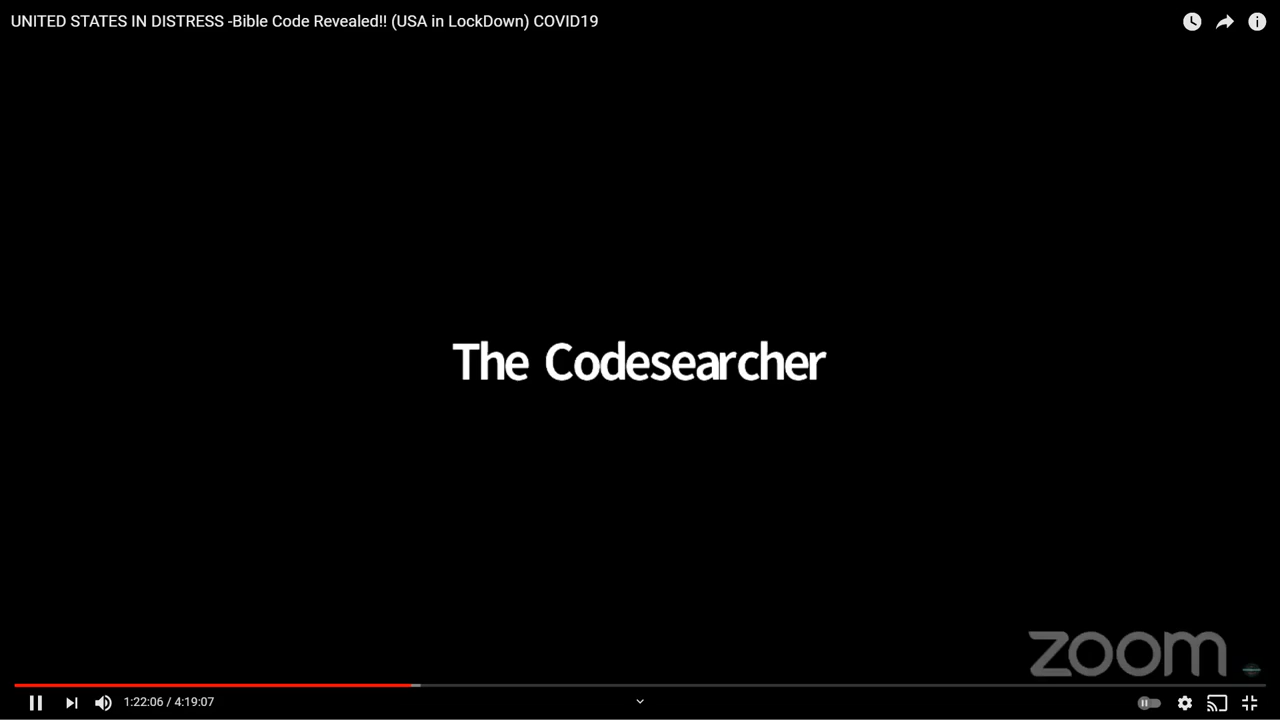 UNITED STATES IN DISTRESS -Bible Code Revealed!! (USA in LockDown) COVID19
The Codesearcher
zoom
1:22:06 / 4:19:07